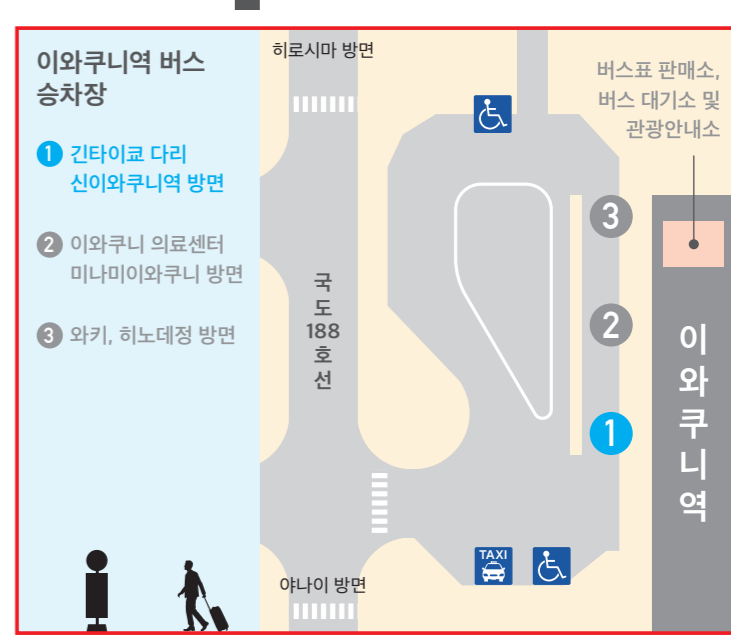 이와쿠니역 버스
승차장
1 긴타이쿄 다리
신이와쿠니역 방면
2 이와쿠니 의료센터
미나미이와쿠니 방면
3 와키, 히노데정 방면
히로시마 방면
국도188호선
야나이 방면
버스표 판매소,
버스 대기소 및
관광안내소
3
2
1
이와쿠니역
TAXI